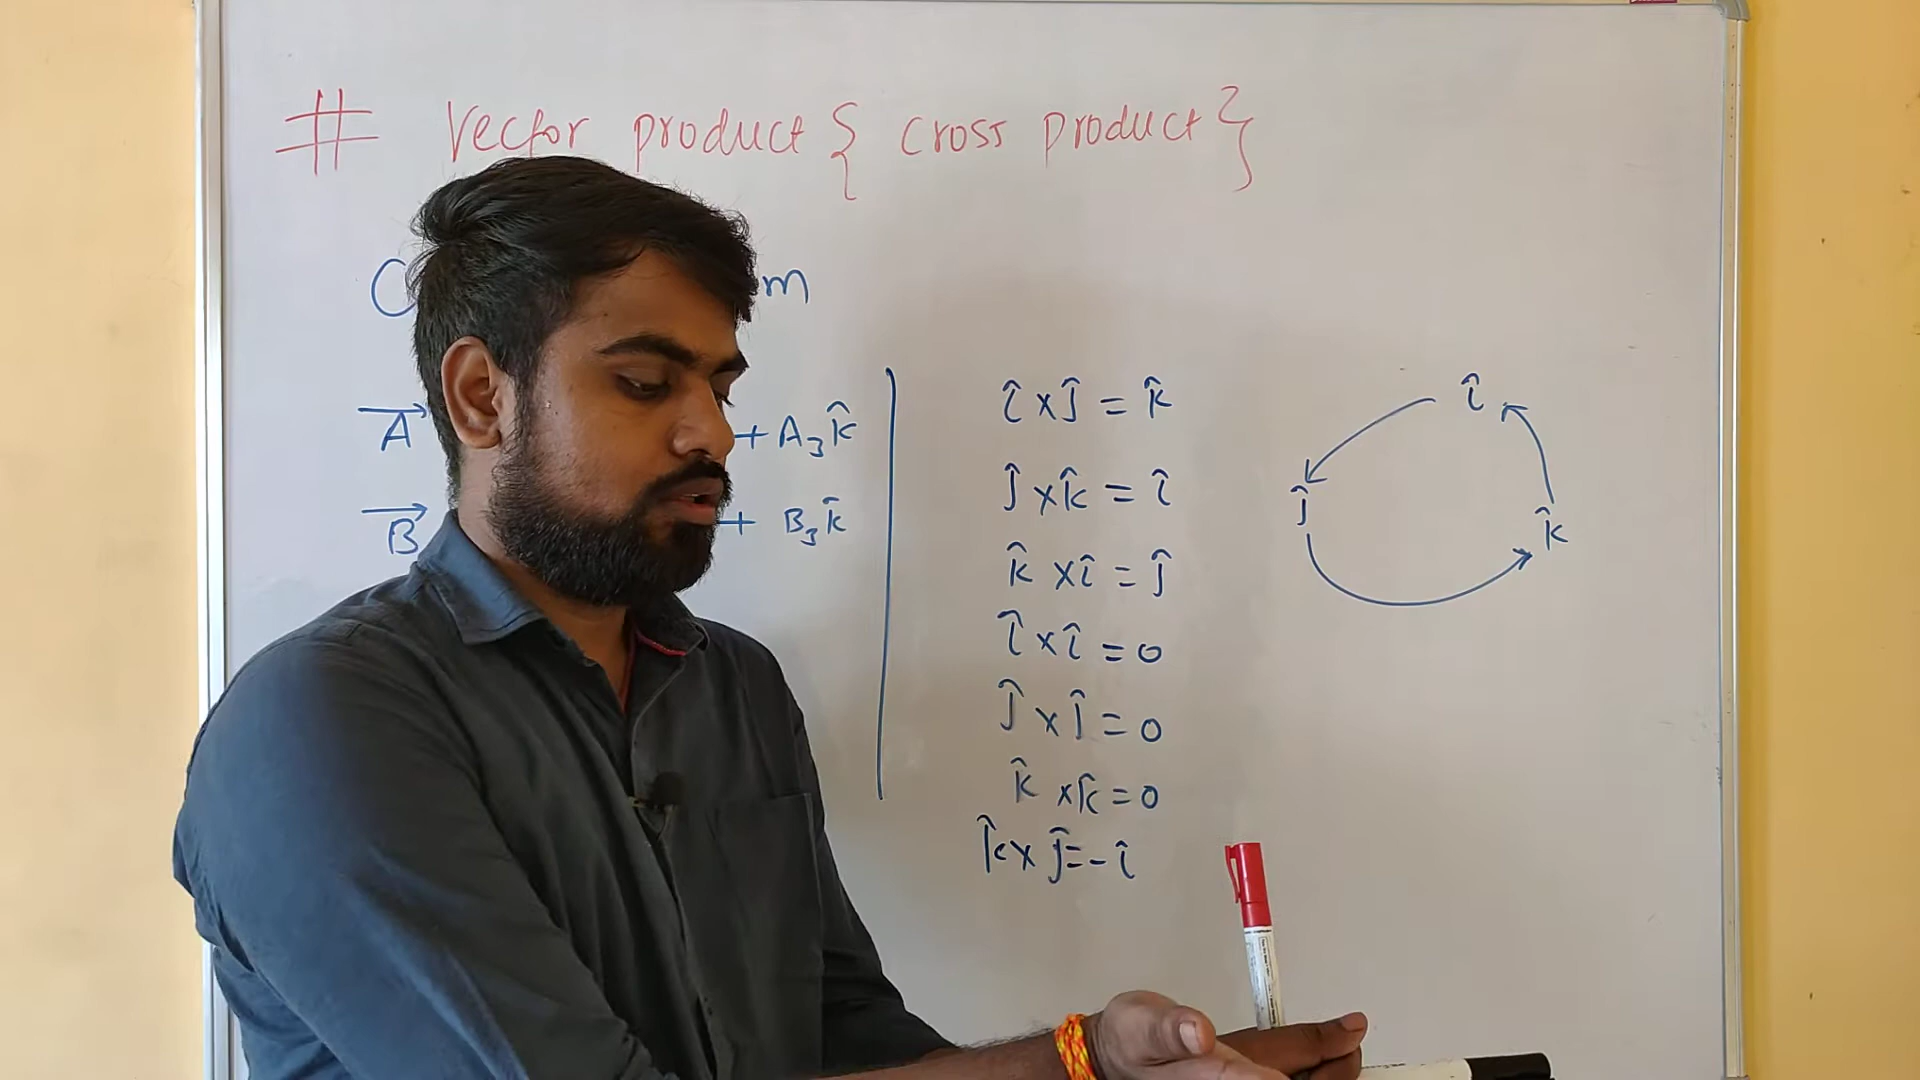 # Vector product { cross product }
m
A⃗ + A₃k̂
B⃗ + B₃k̂
î × ĵ = k̂
ĵ × k̂ = î
k̂ × î = ĵ
î × î = 0
ĵ × ĵ = 0
k̂ × k̂ = 0
k̂ × ĵ = - î
î
ĵ
k̂